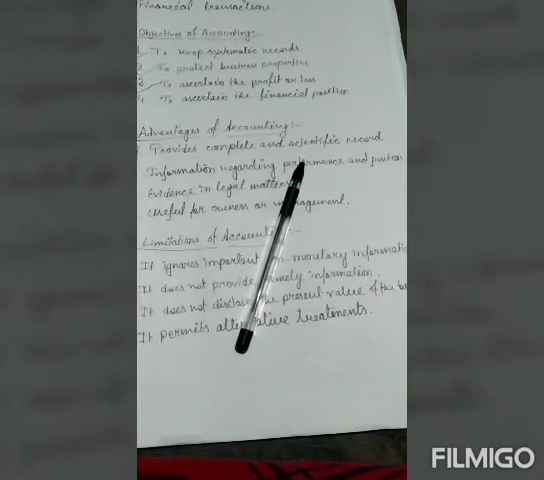 Financial transactions.
Objectives of Accounting:-
1. To keep systematic records
2 To protect business properties
3 To ascertain the profit or loss
4 To ascertain the financial position.
Advantages of Accounting:-
Provides complete and scientific record
Information regarding performance and position
Evidence in legal matters
Useful for owners or management.
Limitations of Accounting:-
It ignores important non-monetary informatio
It does not provide timely information.
It does not disclose the present value of the
It permits alternative treatments.
FILMIGO